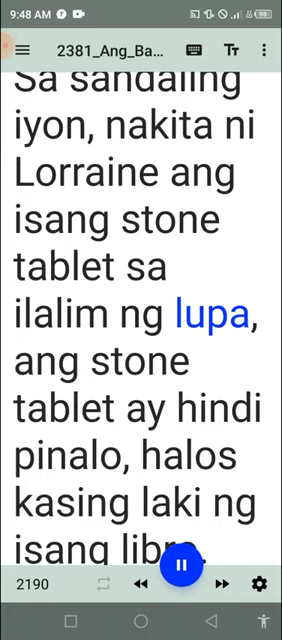 9:48 AM
2381_Ang_Ba...
Tт
Sa sandaling
iyon, nakita ni
Lorraine ang
isang stone
tablet sa
ilalim ng lupa,
ang stone
tablet ay hindi
pinalo, halos
kasing laki ng
isang libro.
2190